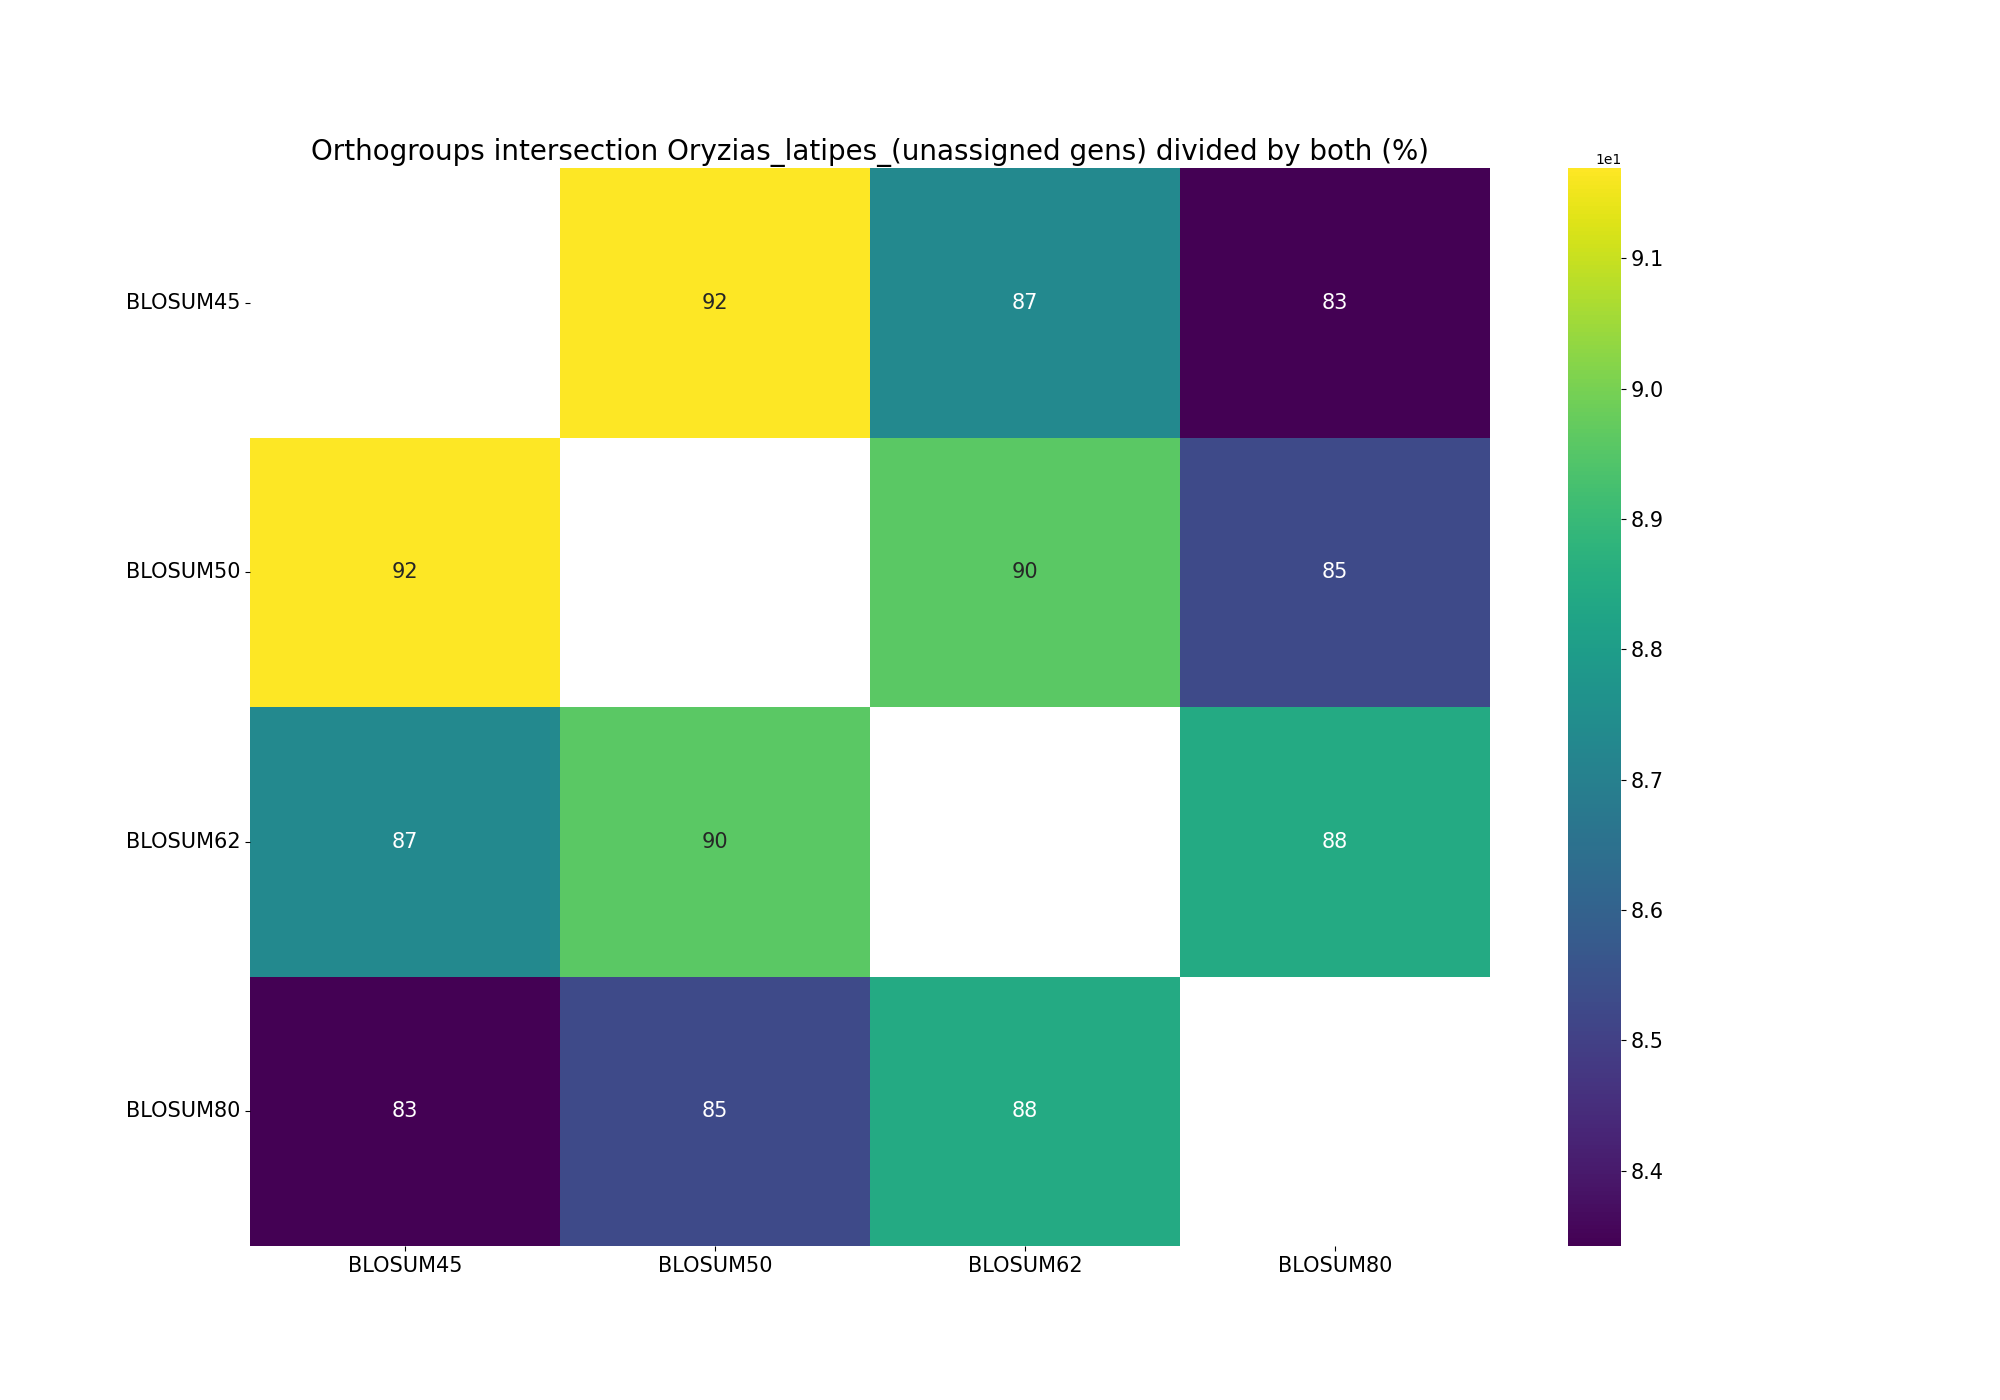 Orthogroups intersection Oryzias_latipes_(unassigned gens) divided by both (%)
1e1
BLOSUM45
92
87
83
9.1
9.0
BLOSUM50
92
90
85
8.9
8.8
BLOSUM62
87
90
88
8.7
8.6
BLOSUM80
83
85
88
8.5
8.4
BLOSUM45
BLOSUM50
BLOSUM62
BLOSUM80